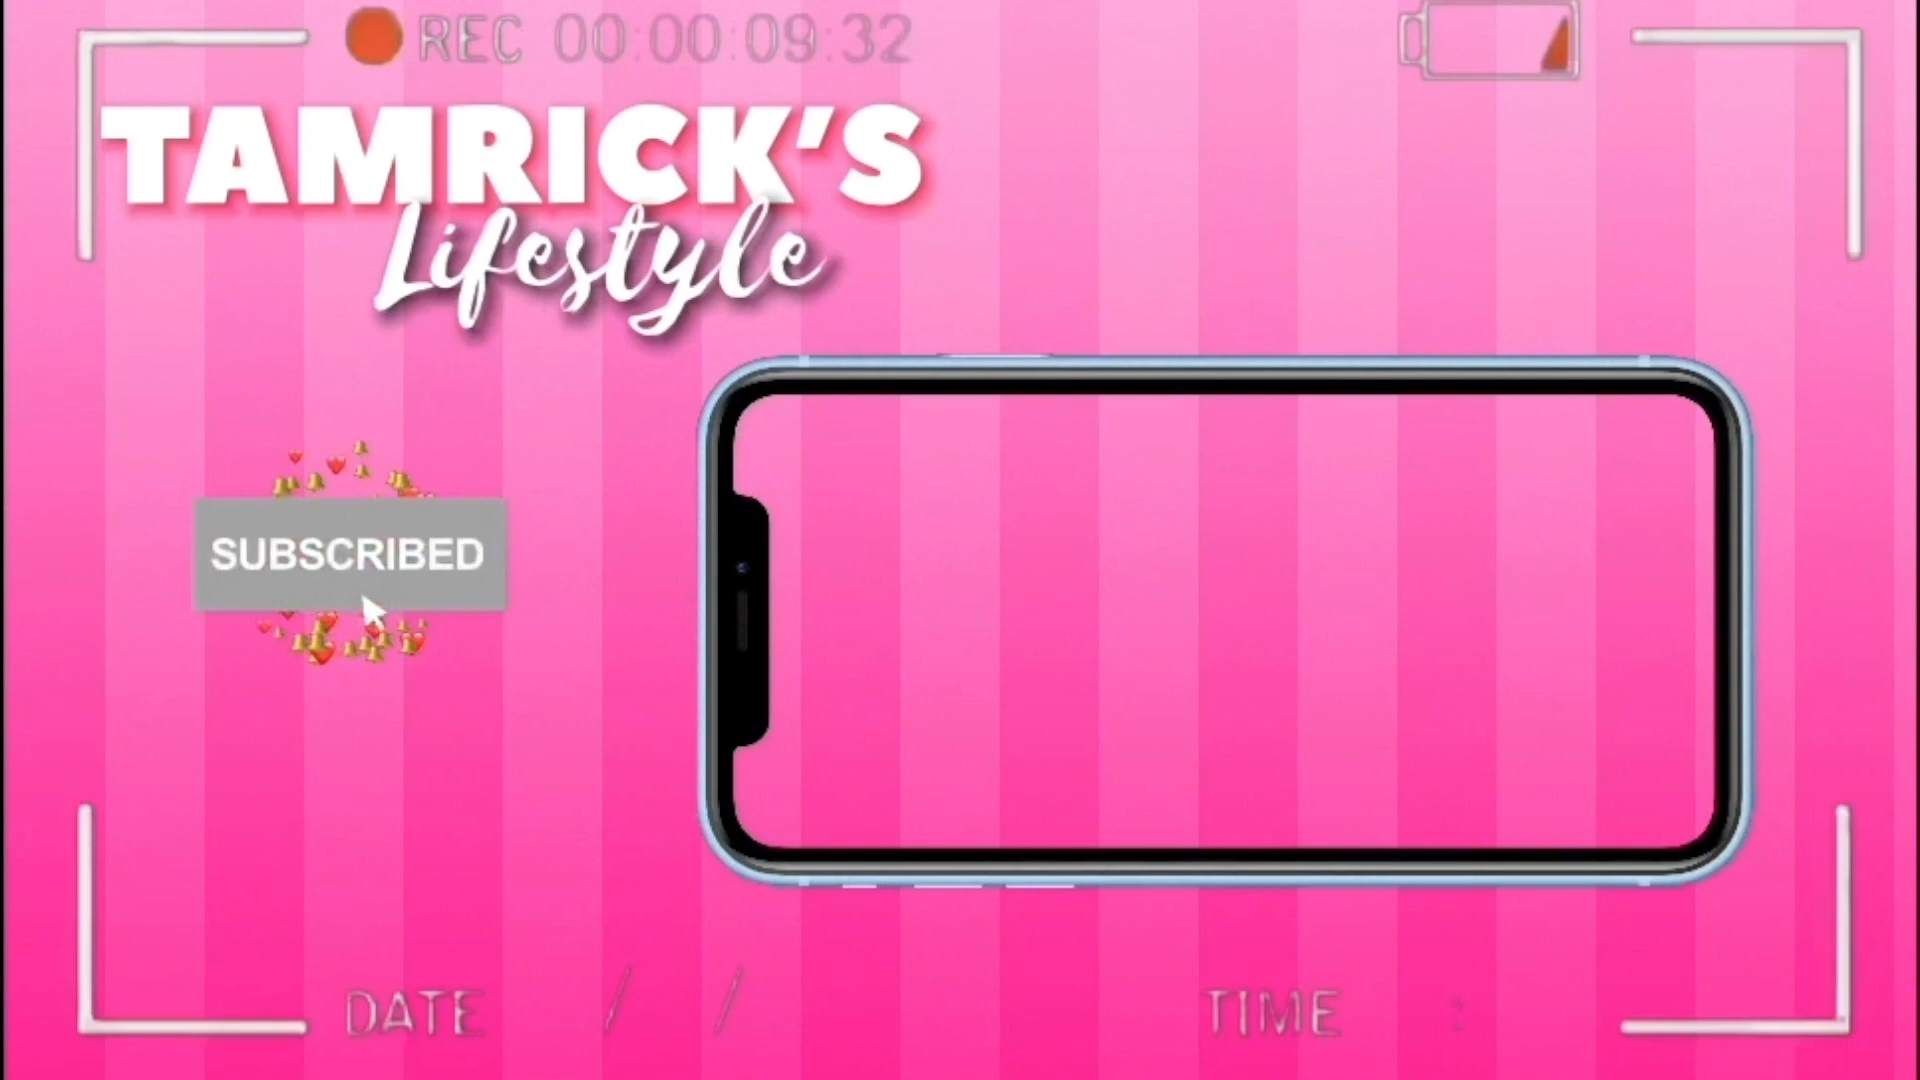 REC 00:00:09:32
TAMRICK'S
Lifestyle
SUBSCRIBED
DATE / /
TIME :